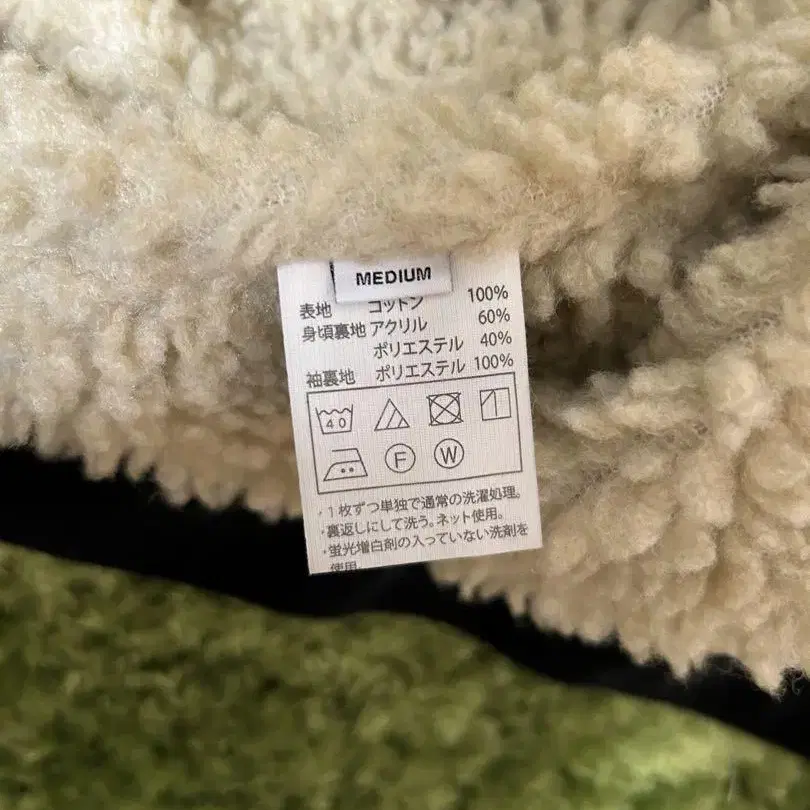 MEDIUM
表地 コットン 100%
身頃裏地 アクリル 60%
ポリエステル 40%
袖裏地 ポリエステル 100%
40
F W
・1枚ずつ単独で通常の洗濯処理。
・裏返しにして洗う。ネット使用。
・蛍光増白剤の入っていない洗剤を
使用